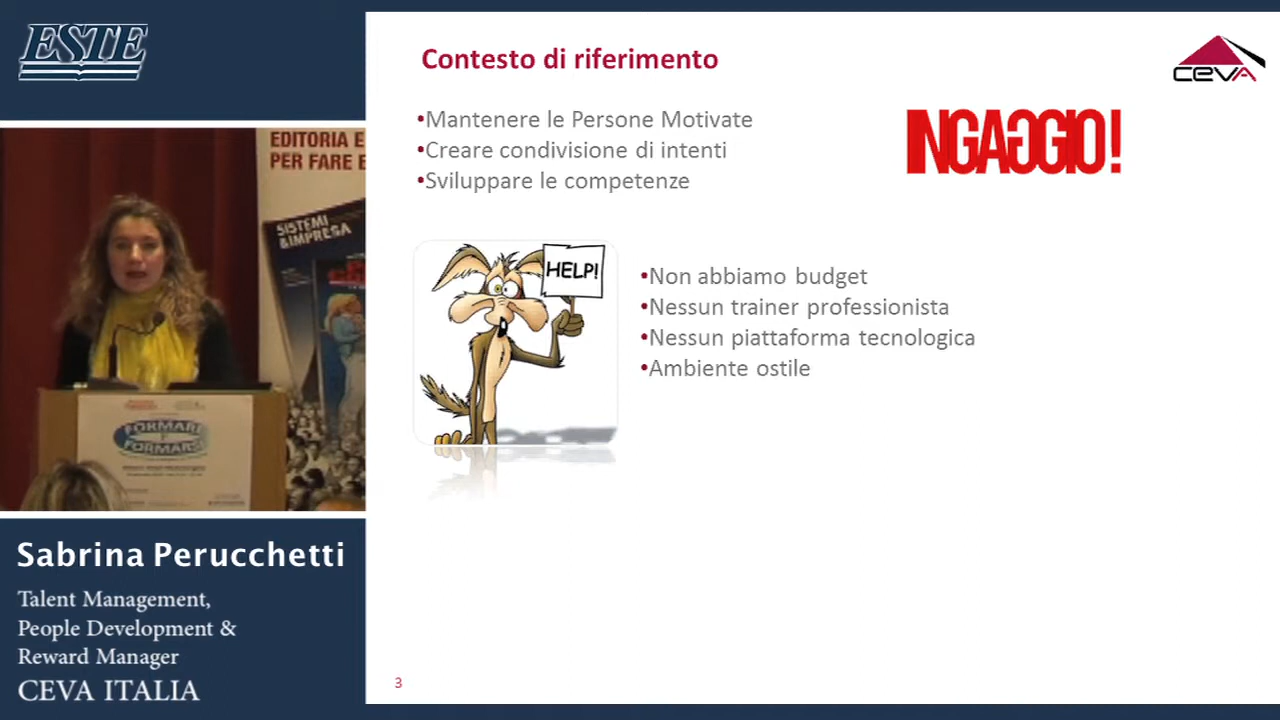 ESTE
EDITORIA E
PER FARE
SISTEMI
&IMPRESA
FORMARE
FORMARE
Sabrina Perucchetti
Talent Management,
People Development &
Reward Manager
CEVA ITALIA
Contesto di riferimento
CEVA
•Mantenere le Persone Motivate
•Creare condivisione di intenti
•Sviluppare le competenze
INGAGGIO!
HELP!
•Non abbiamo budget
•Nessun trainer professionista
•Nessun piattaforma tecnologica
•Ambiente ostile
3